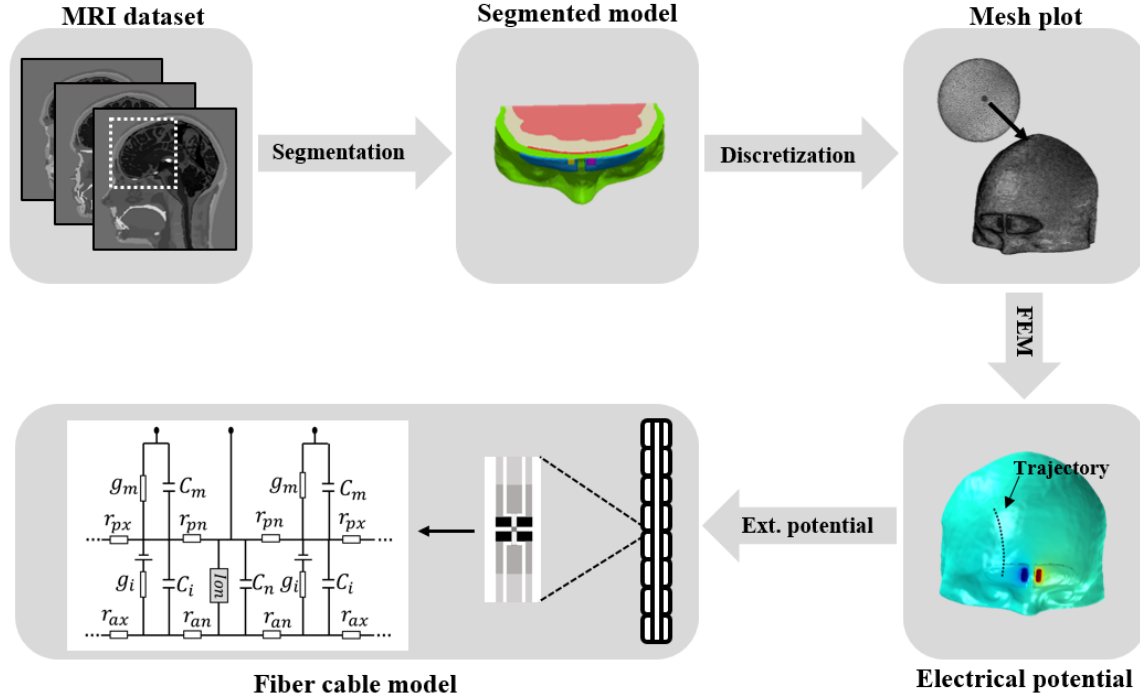 MRI dataset
Segmented model
Mesh plot
Segmentation
Discretization
FEM
Trajectory
Ext. potential
g_m C_m g_m C_m
r_px r_pn r_pn r_px
g_i C_i Ion C_n g_i C_i
r_ax r_an r_an r_ax
Fiber cable model
Electrical potential